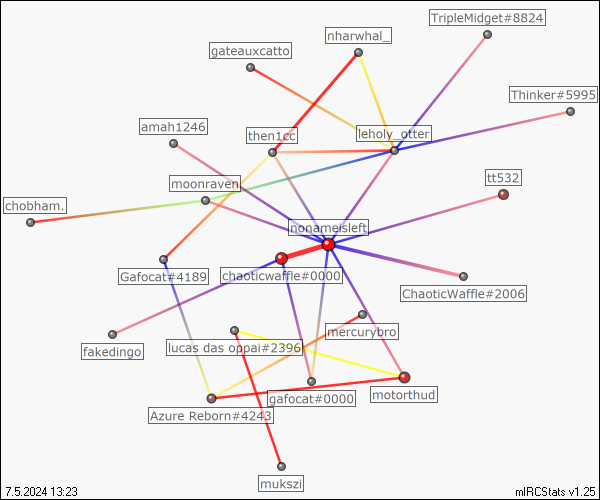 TripleMidget#8824
nharwhal_
gateauxcatto
Thinker#5995
amah1246
then1cc
leholy_otter
moonraven
tt532
chobham.
nonameisleft
Gafocat#4189
chaoticwaffle#0000
ChaoticWaffle#2006
mercurybro
fakedingo
lucas das oppai#2396
gafocat#0000
motorthud
Azure Reborn#4243
mukszi
7.5.2024 13:23
mIRCStats v1.25